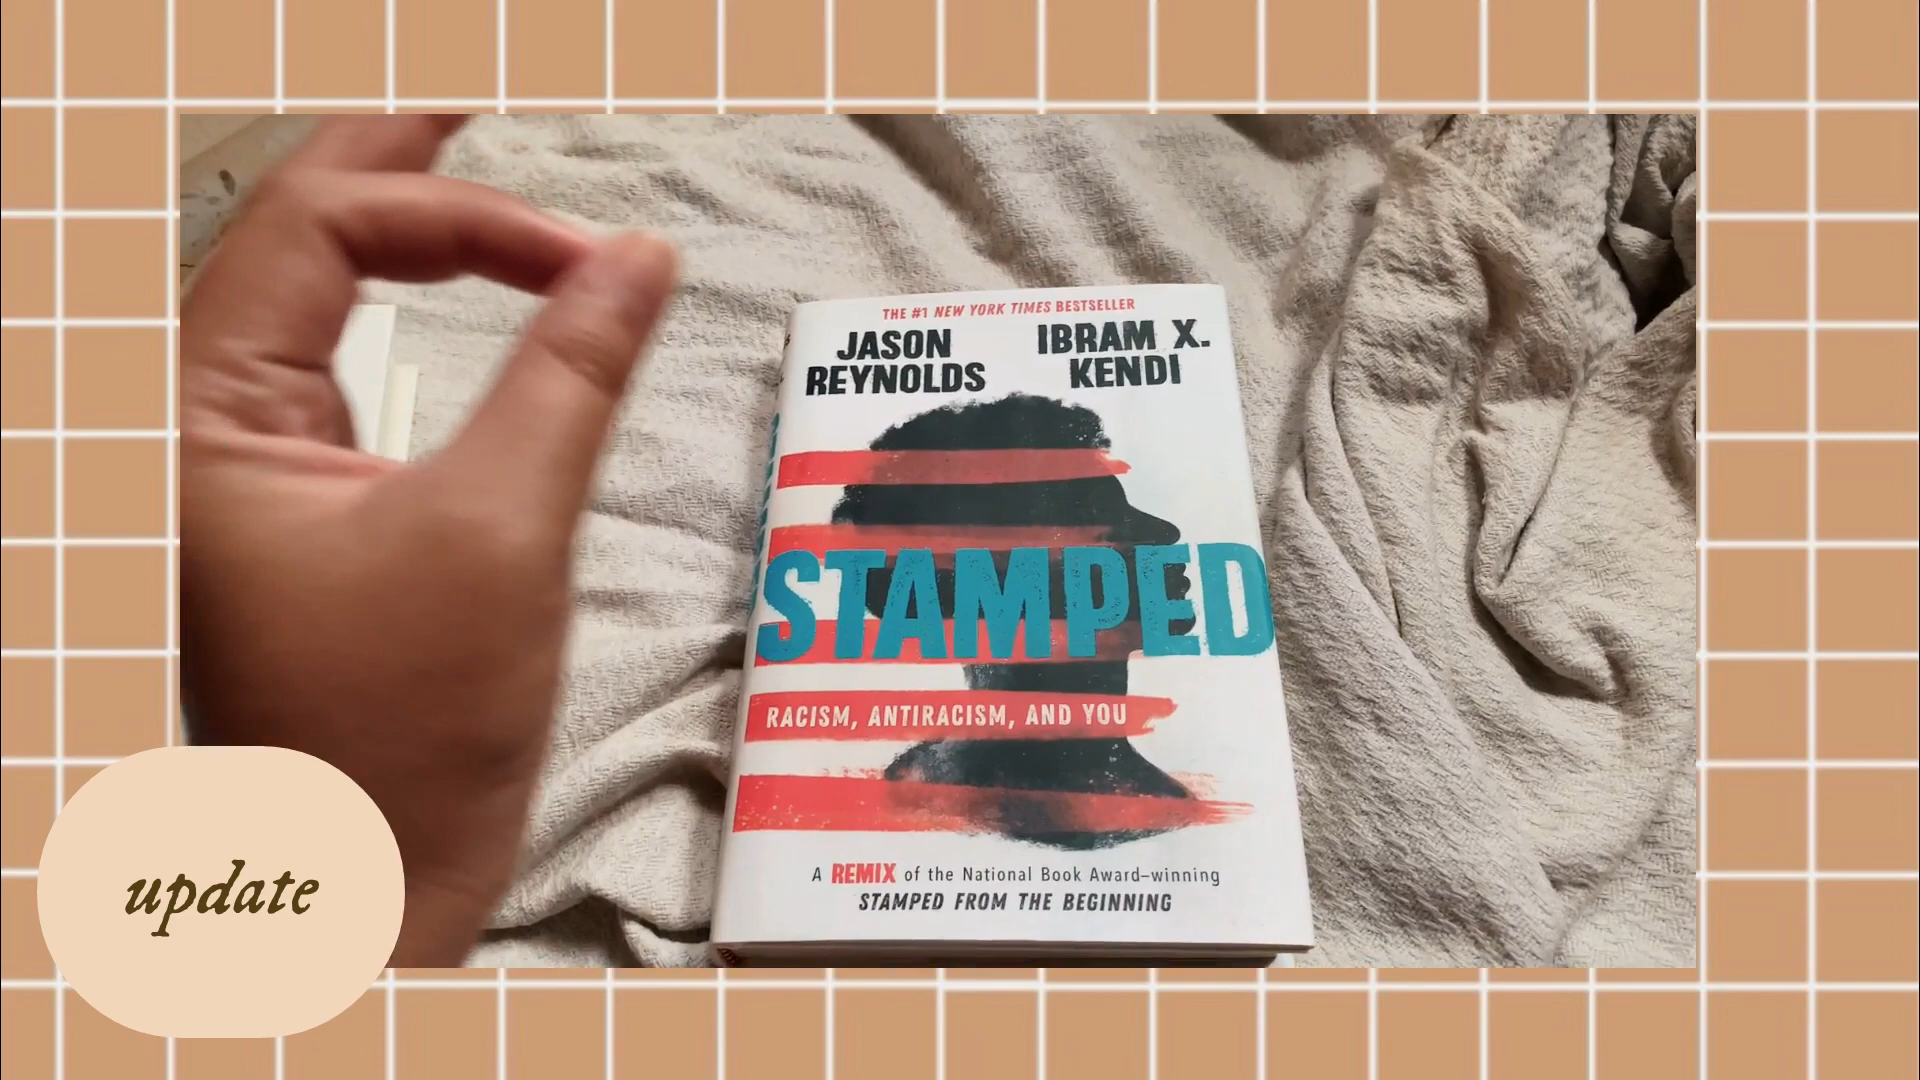 THE #1 NEW YORK TIMES BESTSELLER
JASON REYNOLDS
IBRAM X. KENDI
STAMPED
RACISM, ANTIRACISM, AND YOU
A REMIX of the National Book Award–winning
STAMPED FROM THE BEGINNING
update